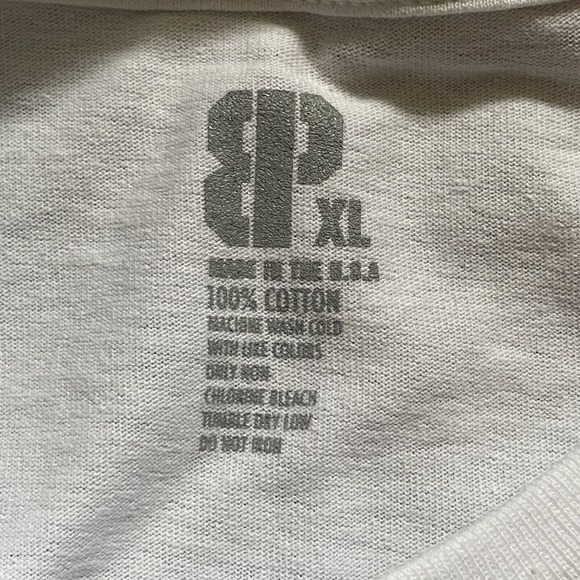 BP XL
MADE IN THE U.S.A
100% COTTON
MACHINE WASH COLD
WITH LIKE COLORS
ONLY NON
CHLORINE BLEACH
TUMBLE DRY LOW
DO NOT IRON